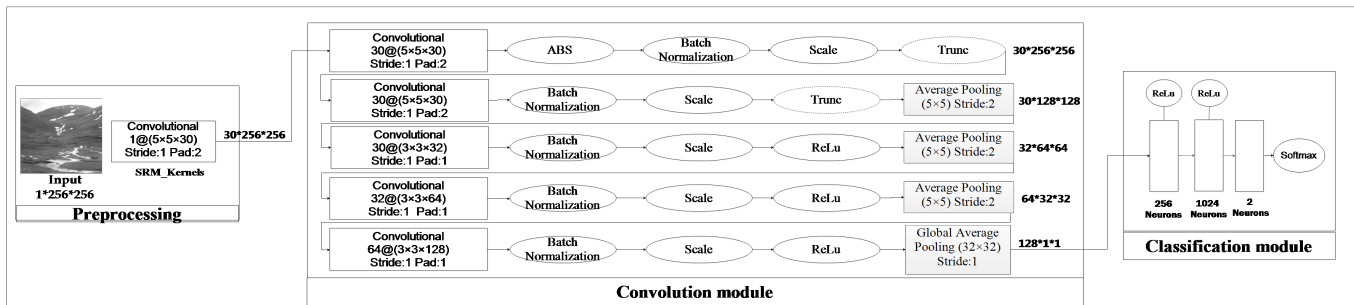 Input
1*256*256
Convolutional
1@(5×5×30)
Stride:1 Pad:2
SRM_Kernels
30*256*256
Preprocessing
Convolutional
30@(5×5×30)
Stride:1 Pad:2
ABS
Batch
Normalization
Scale
Trunc
30*256*256
Convolutional
30@(5×5×30)
Stride:1 Pad:2
Batch
Normalization
Scale
Trunc
Average Pooling
(5×5) Stride:2
30*128*128
Convolutional
30@(3×3×32)
Stride:1 Pad:1
Batch
Normalization
Scale
ReLu
Average Pooling
(5×5) Stride:2
32*64*64
Convolutional
32@(3×3×64)
Stride:1 Pad:1
Batch
Normalization
Scale
ReLu
Average Pooling
(5×5) Stride:2
64*32*32
Convolutional
64@(3×3×128)
Stride:1 Pad:1
Batch
Normalization
Scale
ReLu
Global Average
Pooling (32×32)
Stride:1
128*1*1
Convolution module
ReLu
ReLu
Softmax
256
Neurons
1024
Neurons
2
Neurons
Classification module